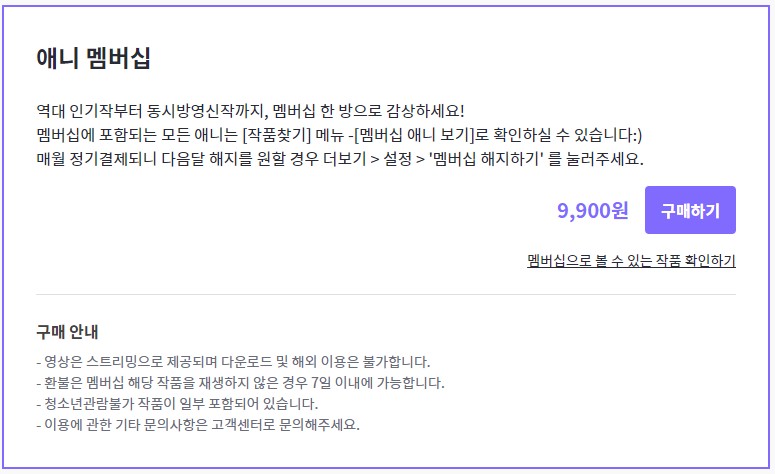 애니 멤버십
역대 인기작부터 동시방영신작까지, 멤버십 한 방으로 감상하세요!
멤버십에 포함되는 모든 애니는 [작품찾기] 메뉴 -[멤버십 애니 보기]로 확인하실 수 있습니다:)
매월 정기결제되니 다음달 해지를 원할 경우 더보기 > 설정 > '멤버십 해지하기' 를 눌러주세요.
9,900원 구매하기
멤버십으로 볼 수 있는 작품 확인하기
구매 안내
- 영상은 스트리밍으로 제공되며 다운로드 및 해외 이용은 불가합니다.
- 환불은 멤버십 해당 작품을 재생하지 않은 경우 7일 이내에 가능합니다.
- 청소년관람불가 작품이 일부 포함되어 있습니다.
- 이용에 관한 기타 문의사항은 고객센터로 문의해주세요.